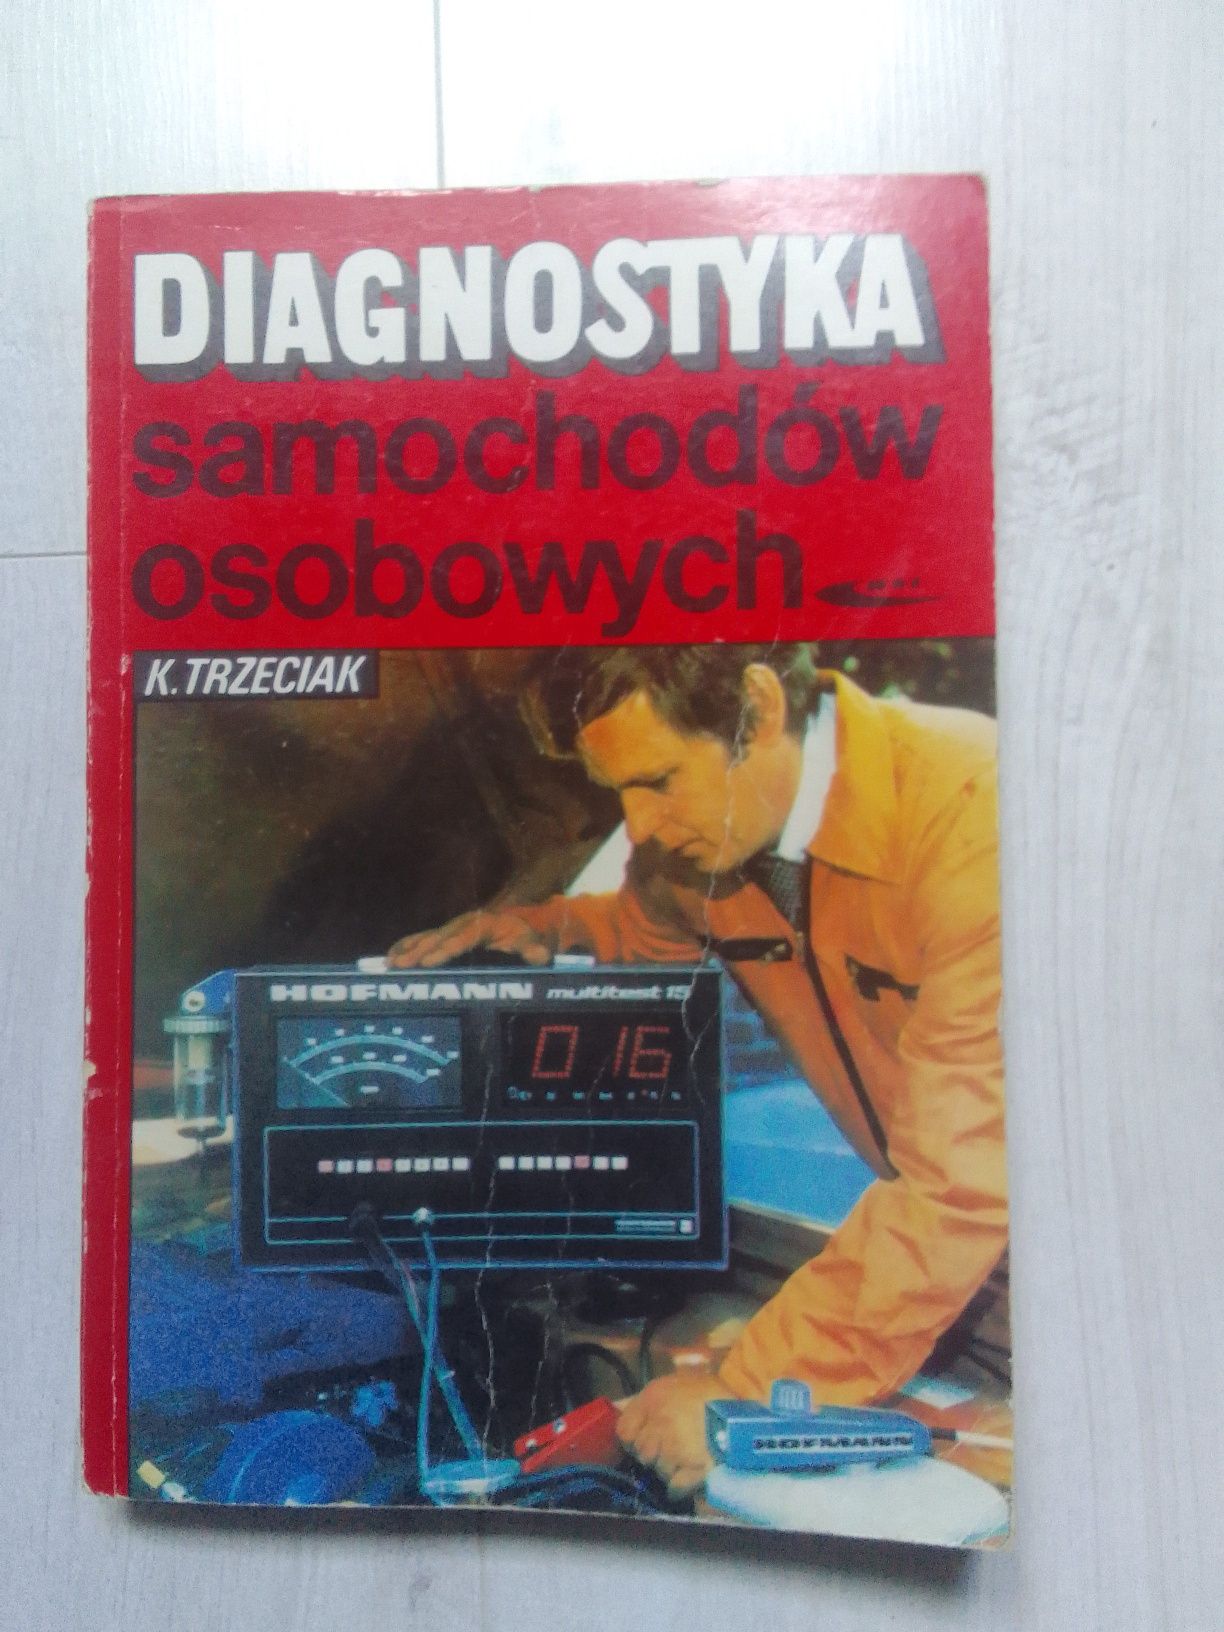 DIAGNOSTYKA
samochodów
osobowych
K. TRZECIAK
HOFMANN multitest 15
0 16
HOFMANN